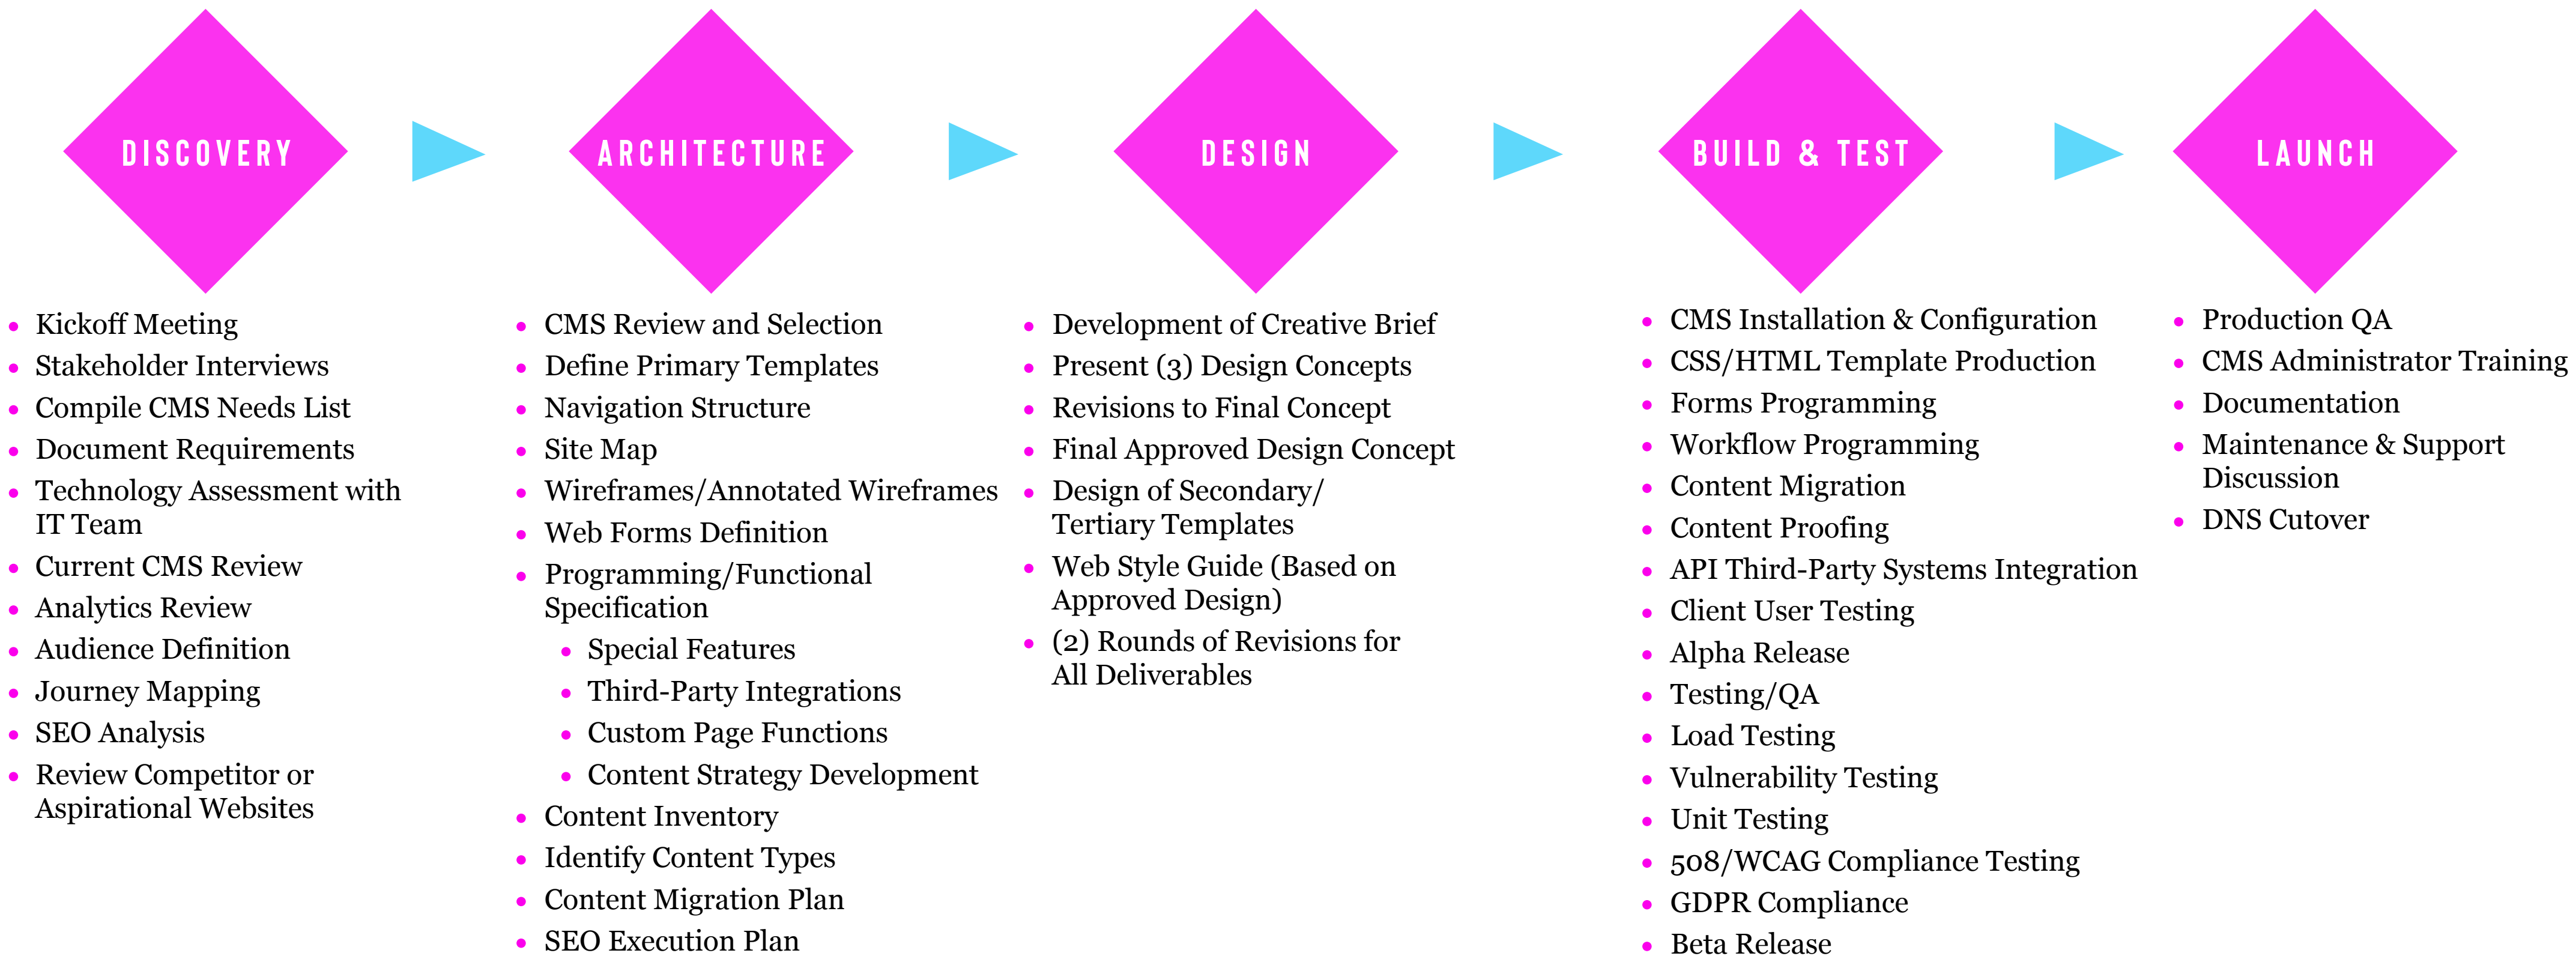 DISCOVERY
Kickoff Meeting
Stakeholder Interviews
Compile CMS Needs List
Document Requirements
Technology Assessment with
IT Team
Current CMS Review
Analytics Review
Audience Definition
Journey Mapping
SEO Analysis
Review Competitor or
Aspirational Websites
ARCHITECTURE
CMS Review and Selection
Define Primary Templates
Navigation Structure
Site Map
Wireframes/Annotated Wireframes
Web Forms Definition
Programming/Functional
Specification
Special Features
Third-Party Integrations
Custom Page Functions
Content Strategy Development
Content Inventory
Identify Content Types
Content Migration Plan
SEO Execution Plan
DESIGN
Development of Creative Brief
Present (3) Design Concepts
Revisions to Final Concept
Final Approved Design Concept
Design of Secondary/
Tertiary Templates
Web Style Guide (Based on
Approved Design)
(2) Rounds of Revisions for
All Deliverables
BUILD & TEST
CMS Installation & Configuration
CSS/HTML Template Production
Forms Programming
Workflow Programming
Content Migration
Content Proofing
API Third-Party Systems Integration
Client User Testing
Alpha Release
Testing/QA
Load Testing
Vulnerability Testing
Unit Testing
508/WCAG Compliance Testing
GDPR Compliance
Beta Release
LAUNCH
Production QA
CMS Administrator Training
Documentation
Maintenance & Support
Discussion
DNS Cutover